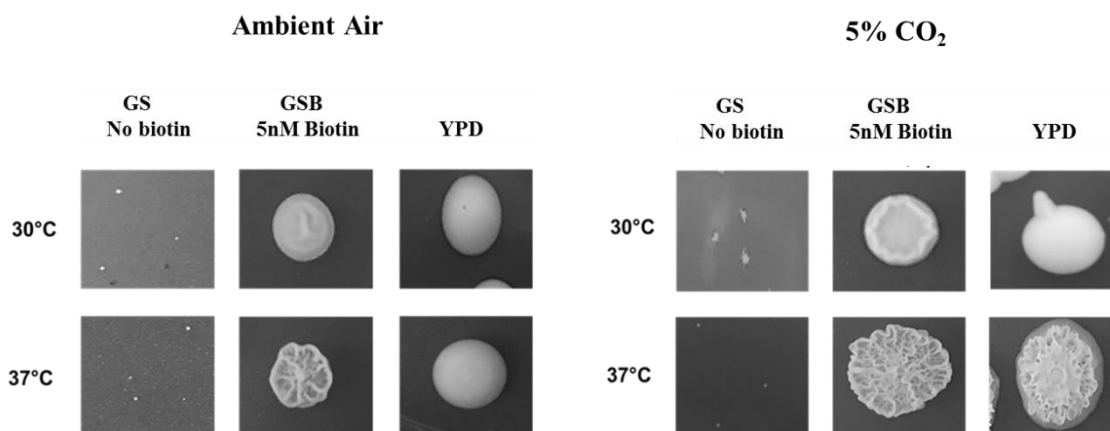 Ambient Air
5% CO₂
GS
No biotin
GSB
5nM Biotin
YPD
GS
No biotin
GSB
5nM Biotin
YPD
30°C
30°C
37°C
37°C